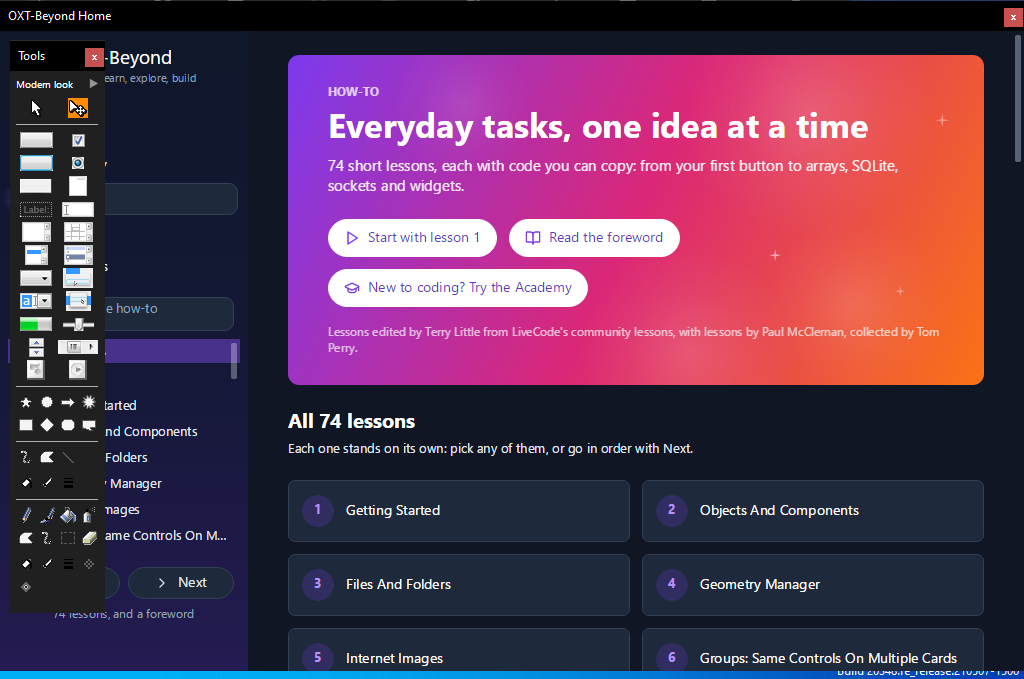 OXT-Beyond Home
x
Tools
x
Modern look
-Beyond
earn, explore, build
Label:
e how-to
tarted
nd Components
Folders
Manager
mages
ame Controls On M...
Next
74 lessons, and a foreword
HOW-TO
Everyday tasks, one idea at a time
74 short lessons, each with code you can copy: from your first button to arrays, SQLite,
sockets and widgets.
Start with lesson 1
Read the foreword
New to coding? Try the Academy
Lessons edited by Terry Little from LiveCode's community lessons, with lessons by Paul McClernan, collected by Tom
Perry.
All 74 lessons
Each one stands on its own: pick any of them, or go in order with Next.
1 Getting Started
2 Objects And Components
3 Files And Folders
4 Geometry Manager
5 Internet Images
6 Groups: Same Controls On Multiple Cards